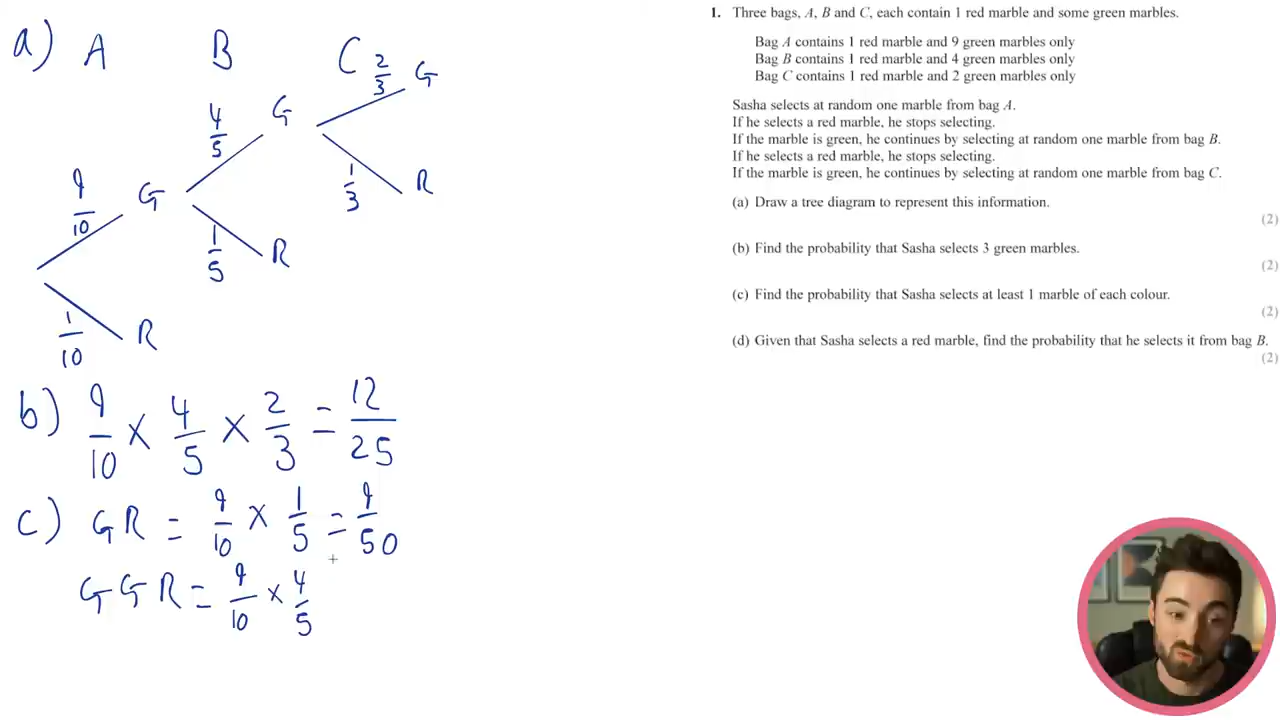 a) A B C
2/3 G
4/5 G
1/3 R
9/10 G
1/5 R
1/10 R
b) 9/10 × 4/5 × 2/3 = 12/25
c) GR = 9/10 × 1/5 = 9/50
GGR = 9/10 × 4/5
1. Three bags, A, B and C, each contain 1 red marble and some green marbles.
Bag A contains 1 red marble and 9 green marbles only
Bag B contains 1 red marble and 4 green marbles only
Bag C contains 1 red marble and 2 green marbles only
Sasha selects at random one marble from bag A.
If he selects a red marble, he stops selecting.
If the marble is green, he continues by selecting at random one marble from bag B.
If he selects a red marble, he stops selecting.
If the marble is green, he continues by selecting at random one marble from bag C.
(a) Draw a tree diagram to represent this information.
(2)
(b) Find the probability that Sasha selects 3 green marbles.
(2)
(c) Find the probability that Sasha selects at least 1 marble of each colour.
(2)
(d) Given that Sasha selects a red marble, find the probability that he selects it from bag B.
(2)